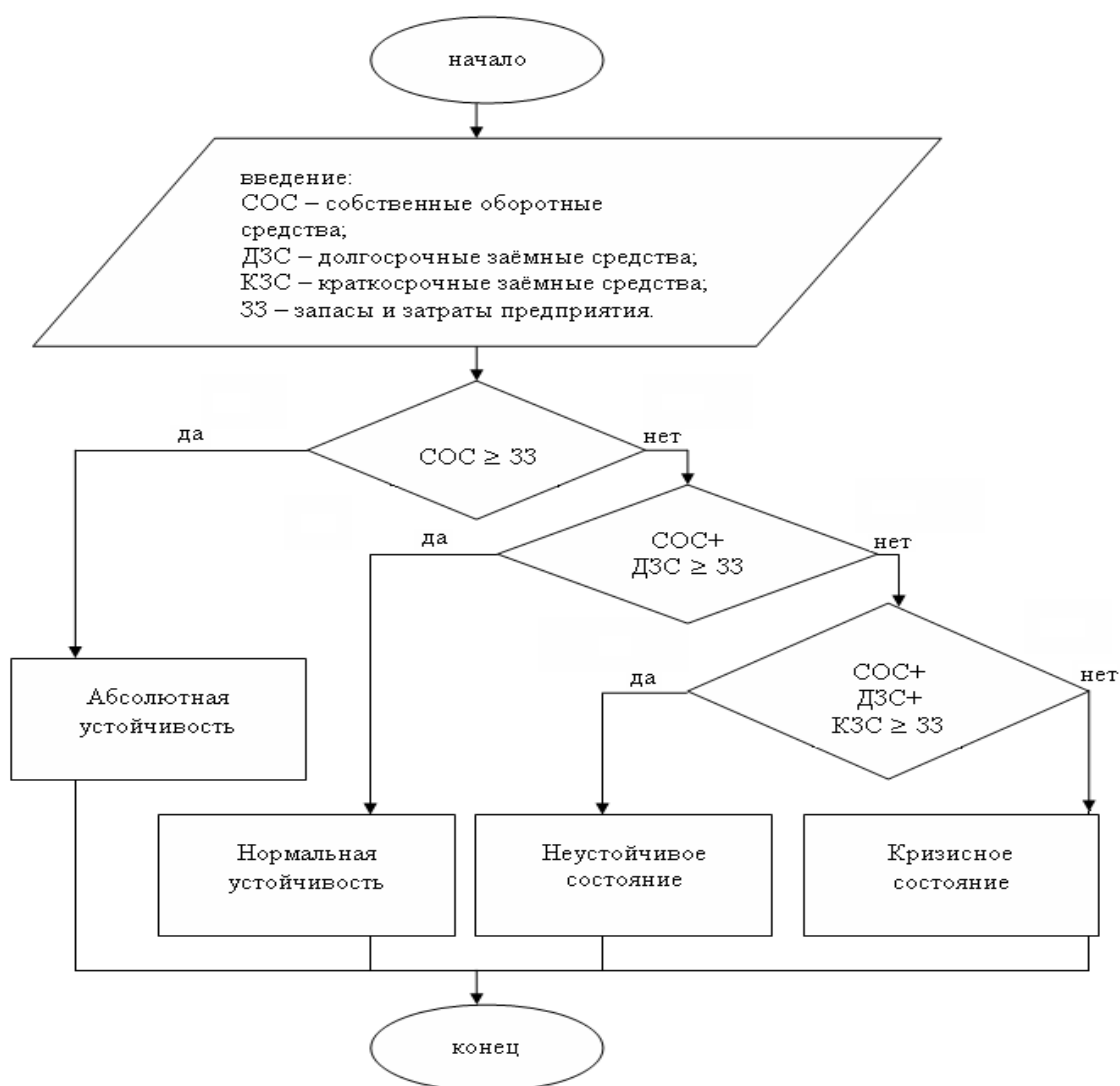 начало
введение:
СОС – собственные оборотные
средства;
ДЗС – долгосрочные заёмные средства;
КЗС – краткосрочные заёмные средства;
ЗЗ – запасы и затраты предприятия.
да
СОС ≥ ЗЗ
нет
да
СОС+
ДЗС ≥ ЗЗ
нет
да
СОС+
ДЗС+
КЗС ≥ ЗЗ
нет
Абсолютная
устойчивость
Нормальная
устойчивость
Неустойчивое
состояние
Кризисное
состояние
конец